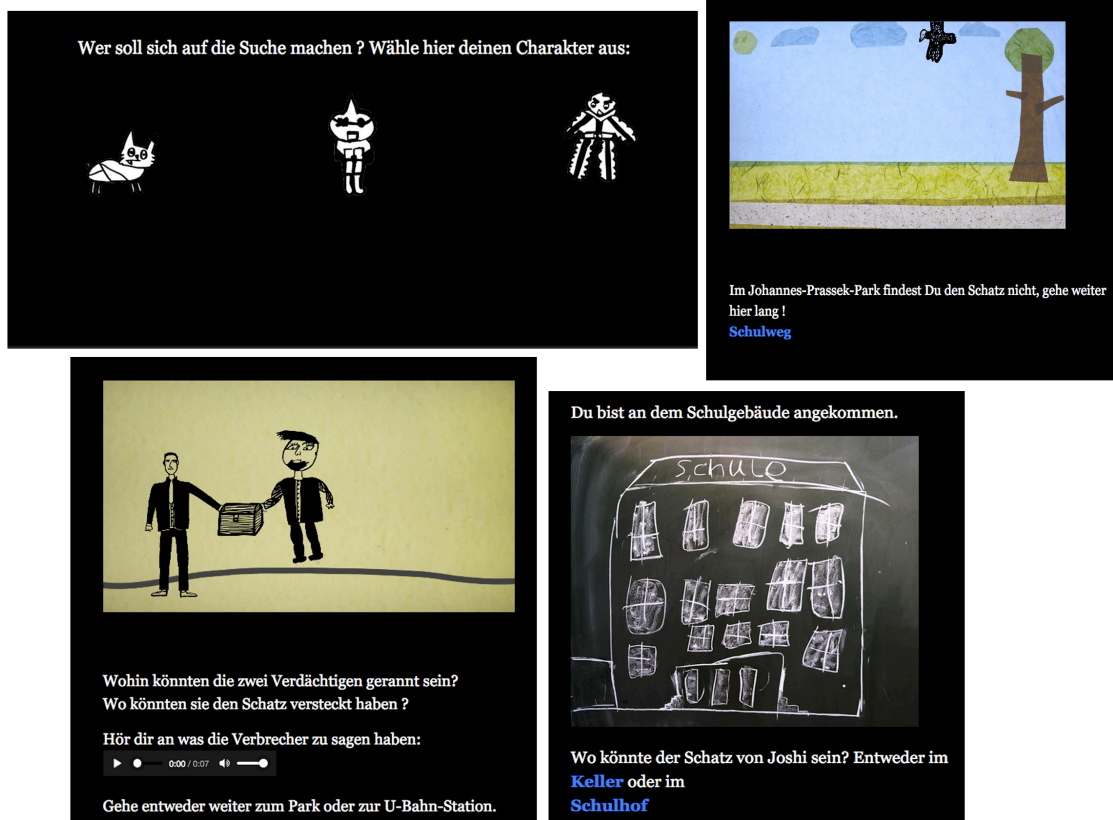 Wer soll sich auf die Suche machen ? Wähle hier deinen Charakter aus:
Im Johannes-Prassek-Park findest Du den Schatz nicht, gehe weiter
hier lang !
Schulweg
Wohin könnten die zwei Verdächtigen gerannt sein?
Wo könnten sie den Schatz versteckt haben ?
Hör dir an was die Verbrecher zu sagen haben:
0:00 / 0:07
Gehe entweder weiter zum Park oder zur U-Bahn-Station.
Du bist an dem Schulgebäude angekommen.
SchULe
Wo könnte der Schatz von Joshi sein? Entweder im
Keller oder im
Schulhof